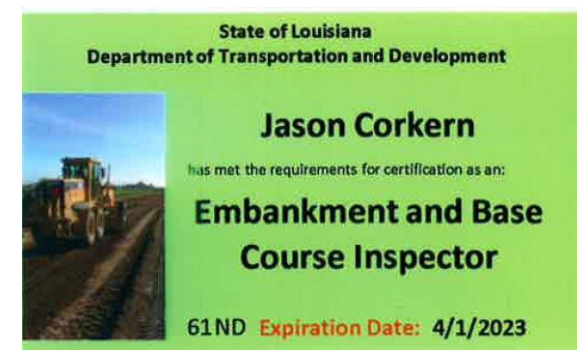 State of Louisiana
Department of Transportation and Development
Jason Corkern
has met the requirements for certification as an:
Embankment and Base
Course Inspector
61ND Expiration Date: 4/1/2023